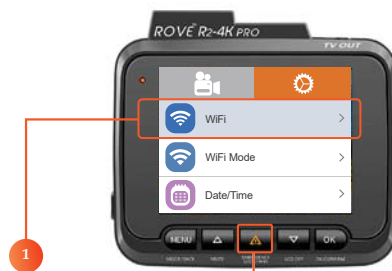 ROVE R2-4K PRO
TV OUT
WiFi
WiFi Mode
Date/Time
1
MENU
OK